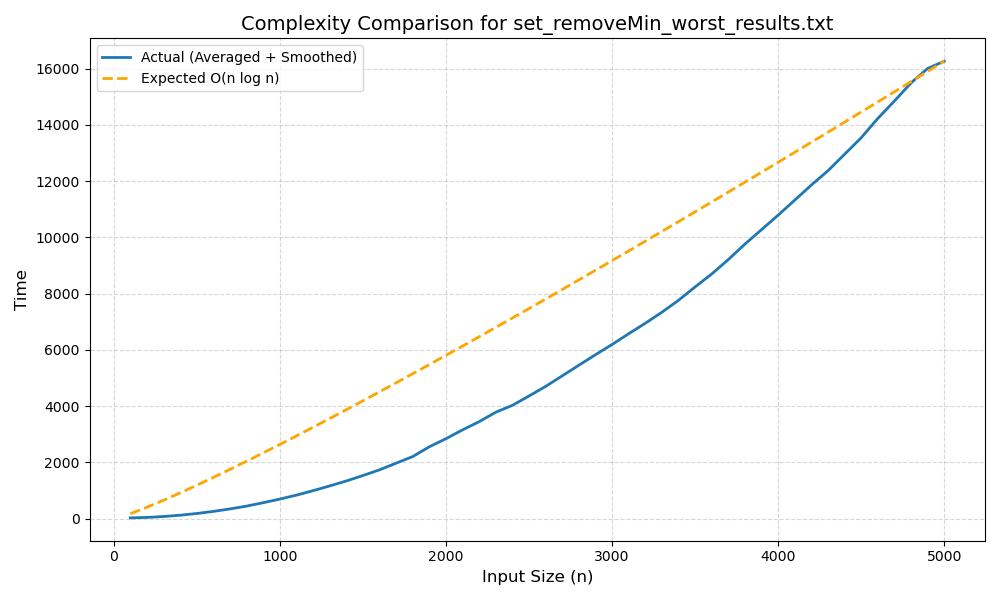 Complexity Comparison for set_removeMin_worst_results.txt
Actual (Averaged + Smoothed)
Expected O(n log n)
Time
16000
14000
12000
10000
8000
6000
4000
2000
0
0 1000 2000 3000 4000 5000
Input Size (n)